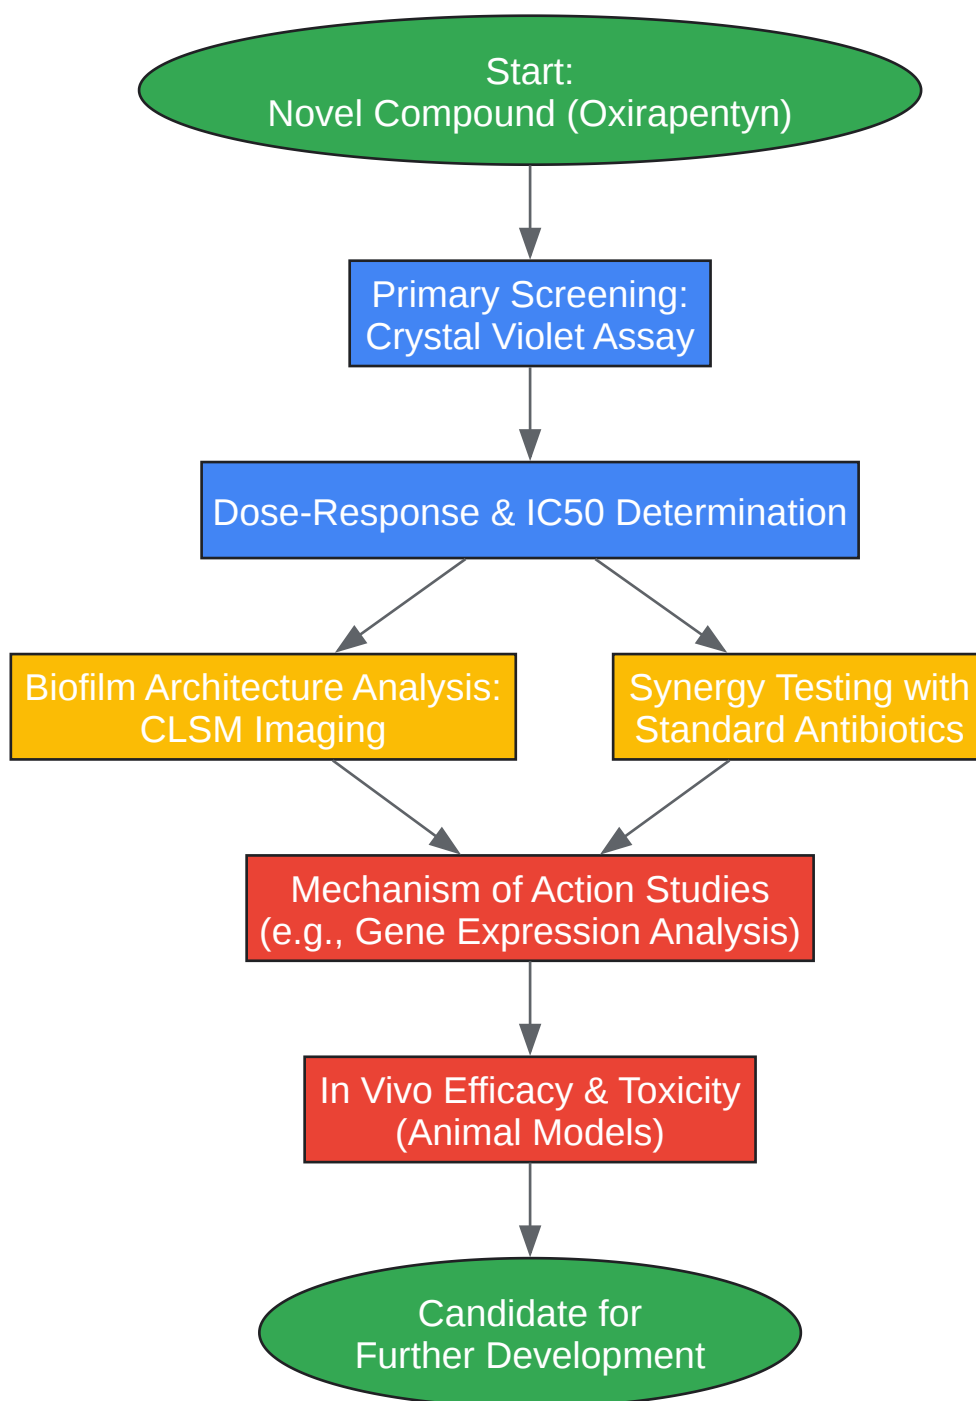 Start:
Novel Compound (Oxirapentyn)
Primary Screening:
Crystal Violet Assay
Dose-Response & IC50 Determination
Biofilm Architecture Analysis:
CLSM Imaging
Synergy Testing with
Standard Antibiotics
Mechanism of Action Studies
(e.g., Gene Expression Analysis)
In Vivo Efficacy & Toxicity
(Animal Models)
Candidate for
Further Development